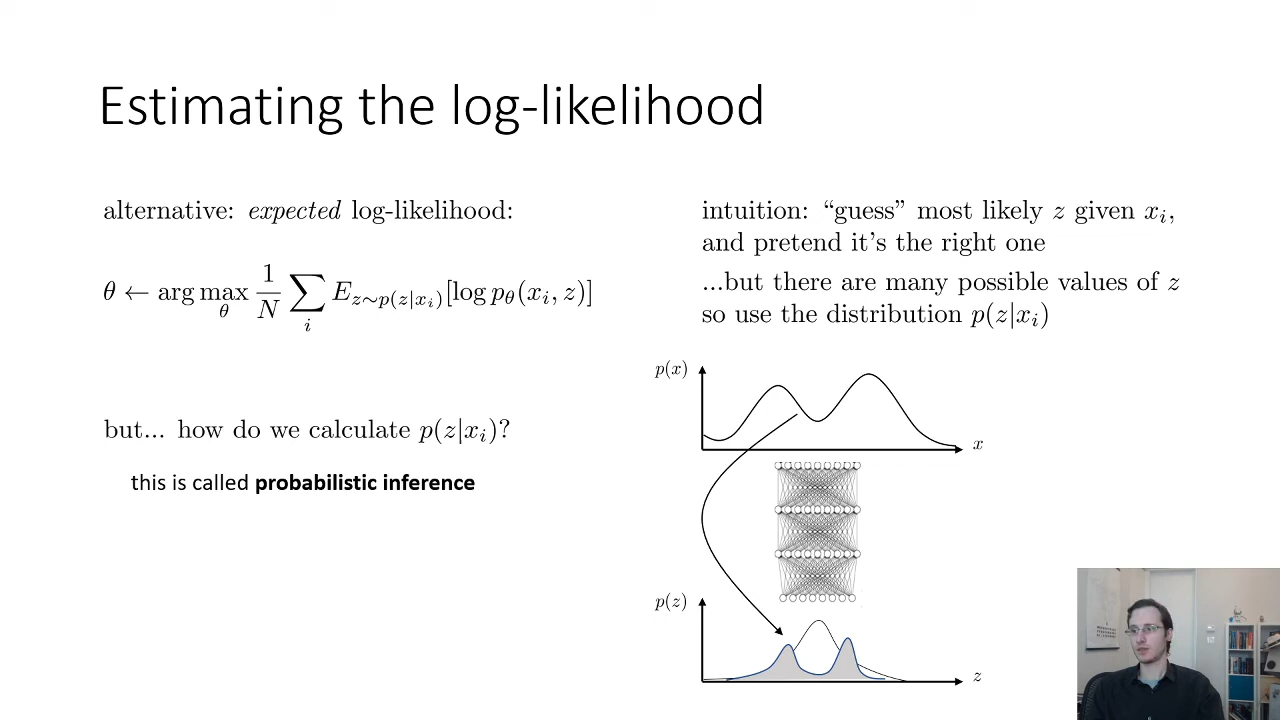 Estimating the log-likelihood
alternative: expected log-likelihood:
θ ← arg max_θ 1/N ∑_i E_{z∼p(z|x_i)}[log p_θ(x_i, z)]
but... how do we calculate p(z|x_i)?
this is called probabilistic inference
intuition: “guess” most likely z given x_i,
and pretend it’s the right one
...but there are many possible values of z
so use the distribution p(z|x_i)
p(x)
x
p(z)
z